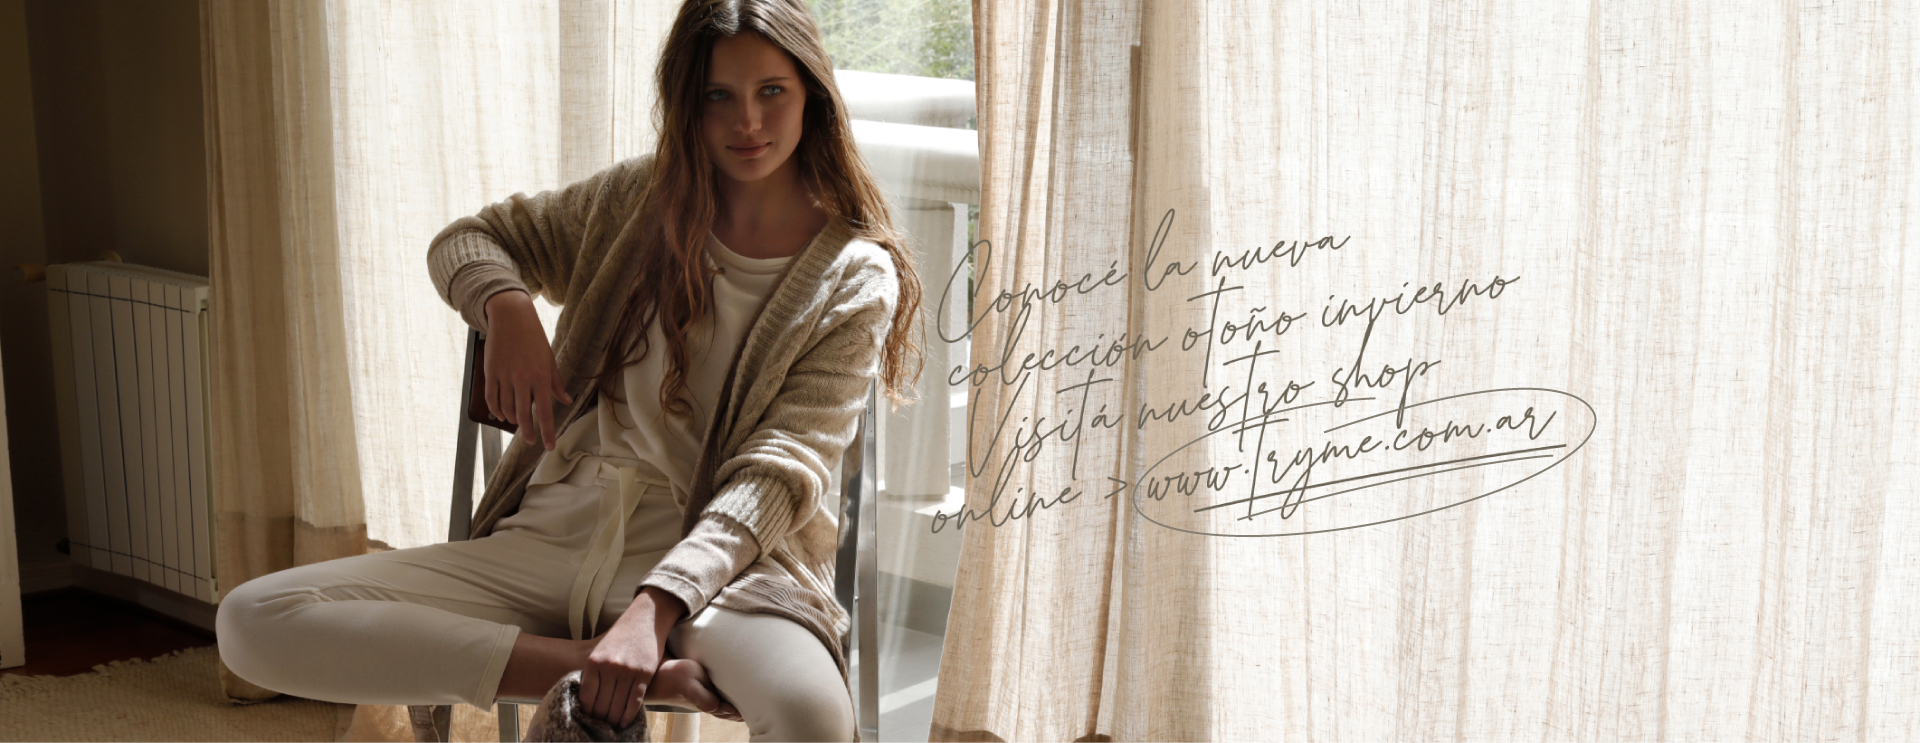 Conocé la nueva
colección otoño invierno
Visitá nuestro shop
online > www.tryme.com.ar